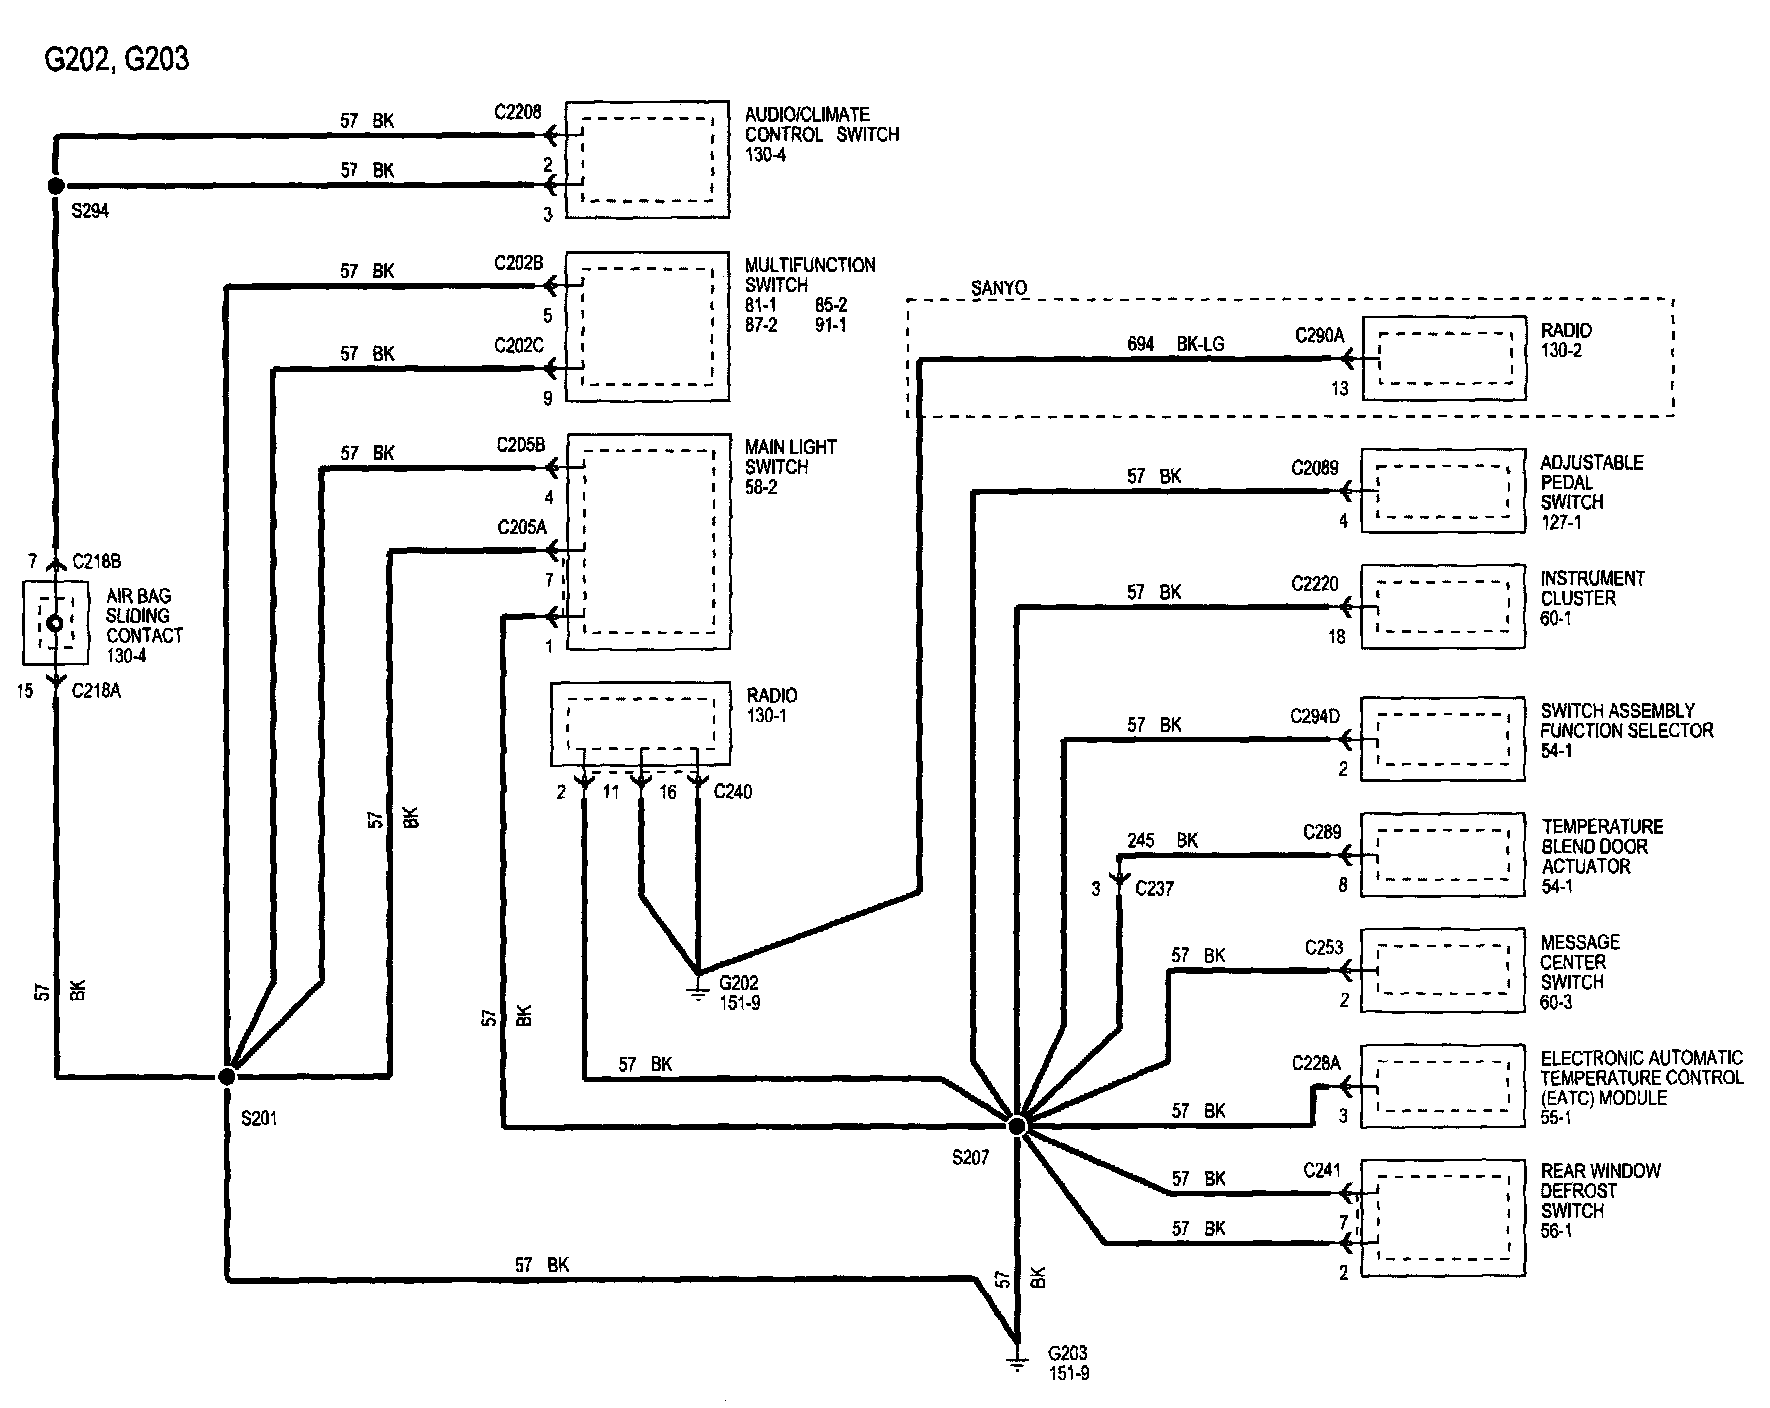 G202, G203
57 BK
C2208
2
57 BK
3
AUDIO/CLIMATE
CONTROL SWITCH
130-4
S294
57 BK
C202B
5
57 BK
C202C
9
MULTIFUNCTION
SWITCH
81-1 85-2
87-2 91-1
57 BK
C205B
4
C205A
7
1
MAIN LIGHT
SWITCH
58-2
7 C218B
AIR BAG
SLIDING
CONTACT
130-4
15 C218A
RADIO
130-1
2 11 16 C240
57 BK
57 BK
57 BK
G202
151-9
57 BK
S201
57 BK
SANYO
694 BK-LG
C290A
13
RADIO
130-2
57 BK
C2089
4
ADJUSTABLE
PEDAL
SWITCH
127-1
57 BK
C2220
18
INSTRUMENT
CLUSTER
60-1
57 BK
C294D
2
SWITCH ASSEMBLY
FUNCTION SELECTOR
54-1
245 BK
C289
8
3 C237
TEMPERATURE
BLEND DOOR
ACTUATOR
54-1
57 BK
C253
2
MESSAGE
CENTER
SWITCH
60-3
57 BK
C228A
3
ELECTRONIC AUTOMATIC
TEMPERATURE CONTROL
(EATC) MODULE
55-1
S207
57 BK
C241
7
57 BK
2
REAR WINDOW
DEFROST
SWITCH
56-1
57 BK
G203
151-9